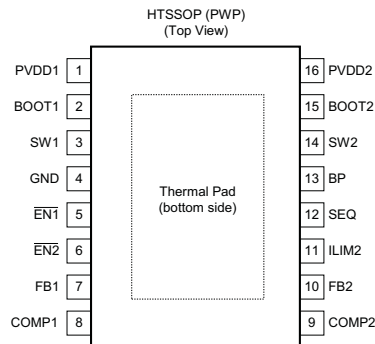 HTSSOP (PWP)
(Top View)
PVDD1 1 16 PVDD2
BOOT1 2 15 BOOT2
SW1 3 14 SW2
GND 4 13 BP
EN1 5 12 SEQ
EN2 6 11 ILIM2
FB1 7 10 FB2
COMP1 8 9 COMP2
Thermal Pad
(bottom side)